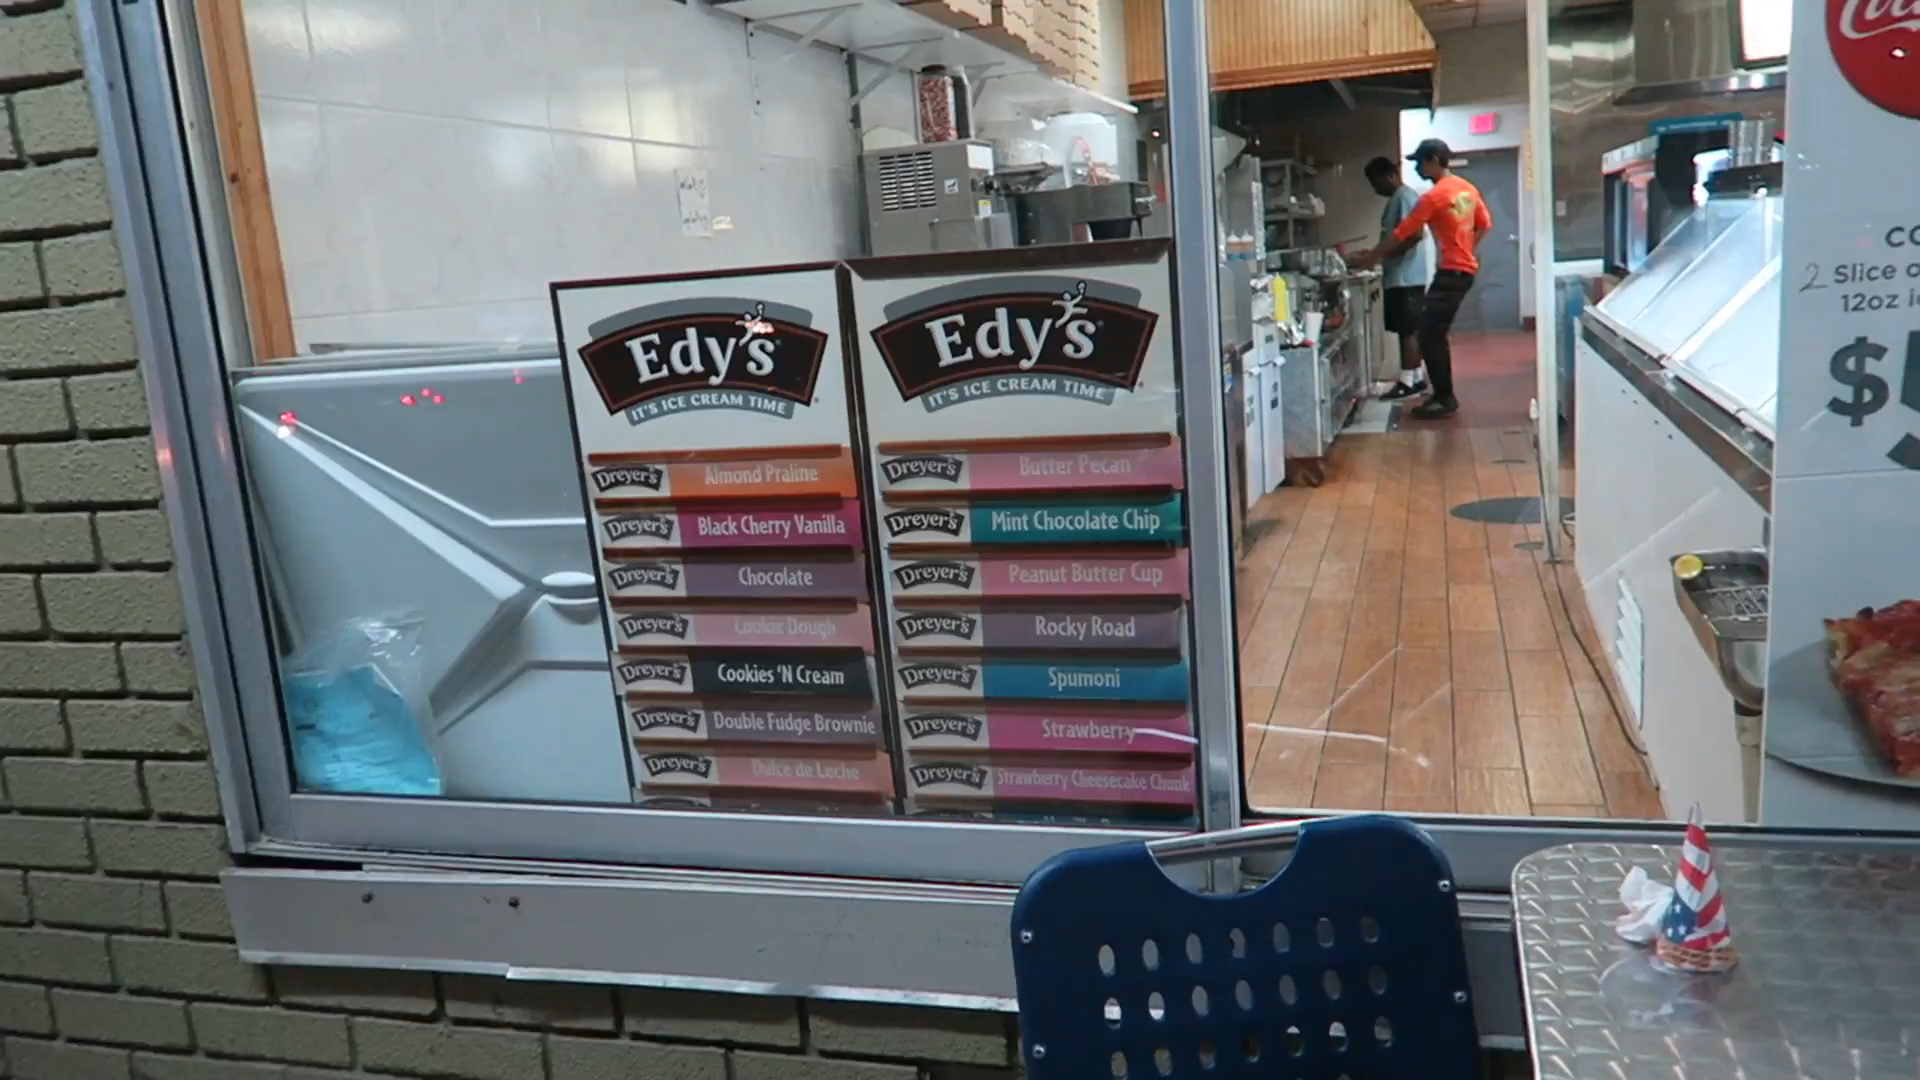 Edy's
IT'S ICE CREAM TIME
Dreyer's Almond Praline
Dreyer's Black Cherry Vanilla
Dreyer's Chocolate
Dreyer's Cookie Dough
Dreyer's Cookies 'N Cream
Dreyer's Double Fudge Brownie
Dreyer's Dulce de Leche
Edy's
IT'S ICE CREAM TIME
Dreyer's Butter Pecan
Dreyer's Mint Chocolate Chip
Dreyer's Peanut Butter Cup
Dreyer's Rocky Road
Dreyer's Spumoni
Dreyer's Strawberry
Dreyer's Strawberry Cheesecake Chunk
2 Slice
12oz
$